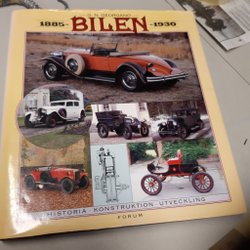 G. N. GEORGANO
1885- BILEN -1930
HISTORIA KONSTRUKTION UTVECKLING
FORUM